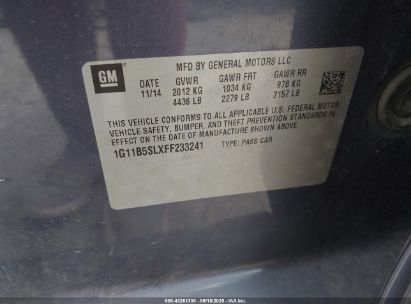 MFD BY GENERAL MOTORS LLC
GM
DATE GVWR GAWR FRT GAWR RR
11/14 2012 KG 1034 KG 978 KG
4436 LB 2279 LB 2157 LB
THIS VEHICLE CONFORMS TO ALL APPLICABLE U.S. FEDERAL MOTOR
VEHICLE SAFETY, BUMPER, AND THEFT PREVENTION STANDARDS IN
EFFECT ON THE DATE OF MANUFACTURE SHOWN ABOVE.
1G11B5SLXFF233241 TYPE: PASS CAR